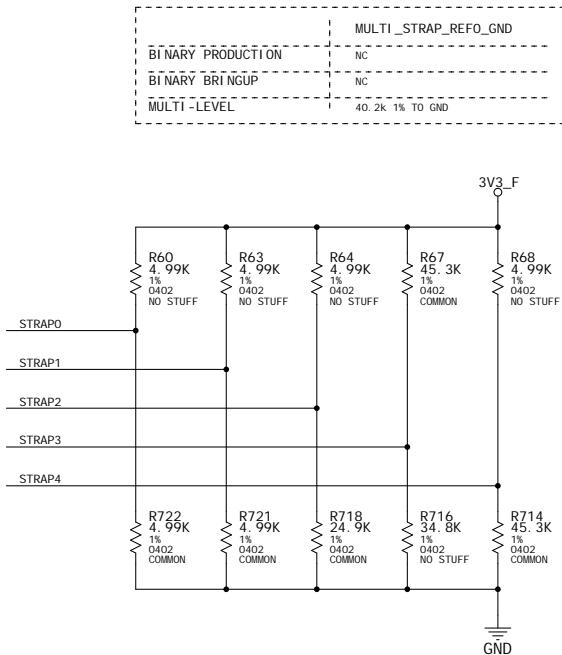 MULTI_STRAP_REF0_GND
BINARY PRODUCTION NC
BINARY BRINGUP NC
MULTI-LEVEL 40.2k 1% TO GND
3V3_F
R60
4.99K
1%
0402
NO STUFF
R63
4.99K
1%
0402
NO STUFF
R64
4.99K
1%
0402
NO STUFF
R67
45.3K
1%
0402
COMMON
R68
4.99K
1%
0402
NO STUFF
STRAP0
STRAP1
STRAP2
STRAP3
STRAP4
R722
4.99K
1%
0402
COMMON
R721
4.99K
1%
0402
COMMON
R718
24.9K
1%
0402
COMMON
R716
34.8K
1%
0402
NO STUFF
R714
45.3K
1%
0402
COMMON
GND